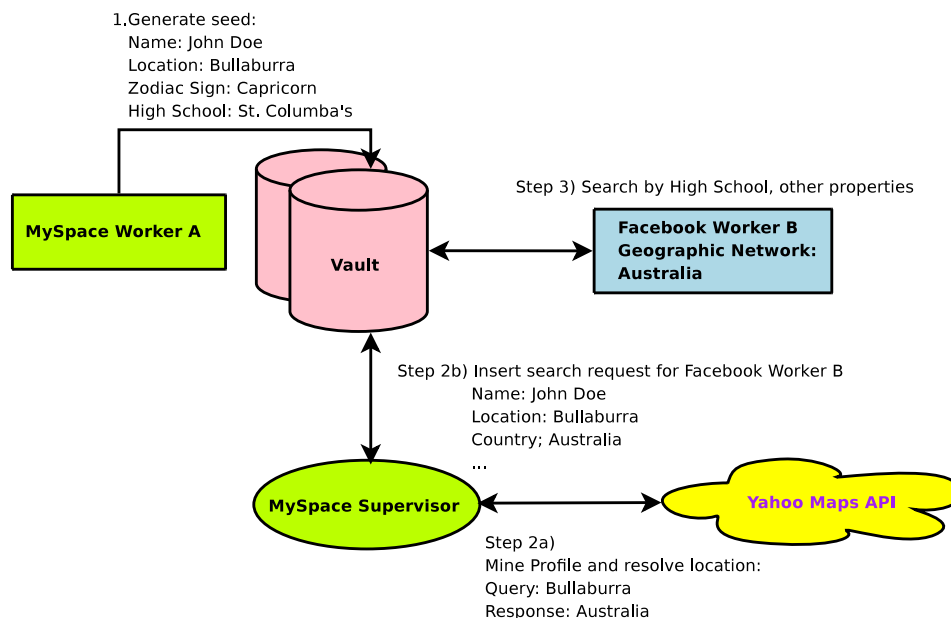 1.Generate seed:
Name: John Doe
Location: Bullaburra
Zodiac Sign: Capricorn
High School: St. Columba's
MySpace Worker A
Vault
Step 3) Search by High School, other properties
Facebook Worker B
Geographic Network:
Australia
Step 2b) Insert search request for Facebook Worker B
Name: John Doe
Location: Bullaburra
Country; Australia
...
MySpace Supervisor
Yahoo Maps API
Step 2a)
Mine Profile and resolve location:
Query: Bullaburra
Response: Australia